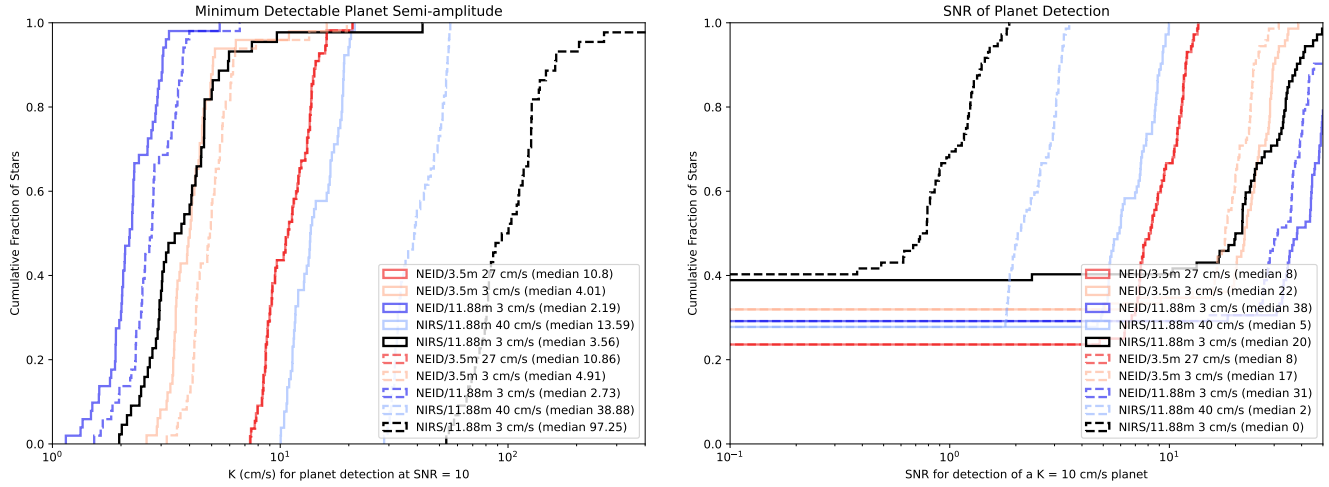 Minimum Detectable Planet Semi-amplitude
Cumulative Fraction of Stars
1.0
0.8
0.6
0.4
0.2
0.0
NEID/3.5m 27 cm/s (median 10.8)
NEID/3.5m 3 cm/s (median 4.01)
NEID/11.88m 3 cm/s (median 2.19)
NIRS/11.88m 40 cm/s (median 13.59)
NIRS/11.88m 3 cm/s (median 3.56)
NEID/3.5m 27 cm/s (median 10.86)
NEID/3.5m 3 cm/s (median 4.91)
NEID/11.88m 3 cm/s (median 2.73)
NIRS/11.88m 40 cm/s (median 38.88)
NIRS/11.88m 3 cm/s (median 97.25)
10⁰ 10¹ 10²
K (cm/s) for planet detection at SNR = 10
SNR of Planet Detection
Cumulative Fraction of Stars
1.0
0.8
0.6
0.4
0.2
0.0
NEID/3.5m 27 cm/s (median 8)
NEID/3.5m 3 cm/s (median 22)
NEID/11.88m 3 cm/s (median 38)
NIRS/11.88m 40 cm/s (median 5)
NIRS/11.88m 3 cm/s (median 20)
NEID/3.5m 27 cm/s (median 8)
NEID/3.5m 3 cm/s (median 17)
NEID/11.88m 3 cm/s (median 31)
NIRS/11.88m 40 cm/s (median 2)
NIRS/11.88m 3 cm/s (median 0)
10⁻¹ 10⁰ 10¹
SNR for detection of a K = 10 cm/s planet